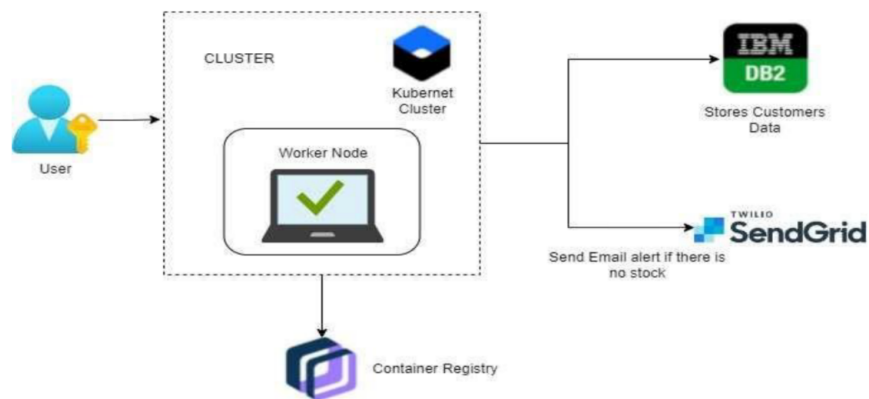 CLUSTER
Kubernet
Cluster
Worker Node
User
IBM
DB2
Stores Customers
Data
TWILIO
SendGrid
Send Email alert if there is
no stock
Container Registry